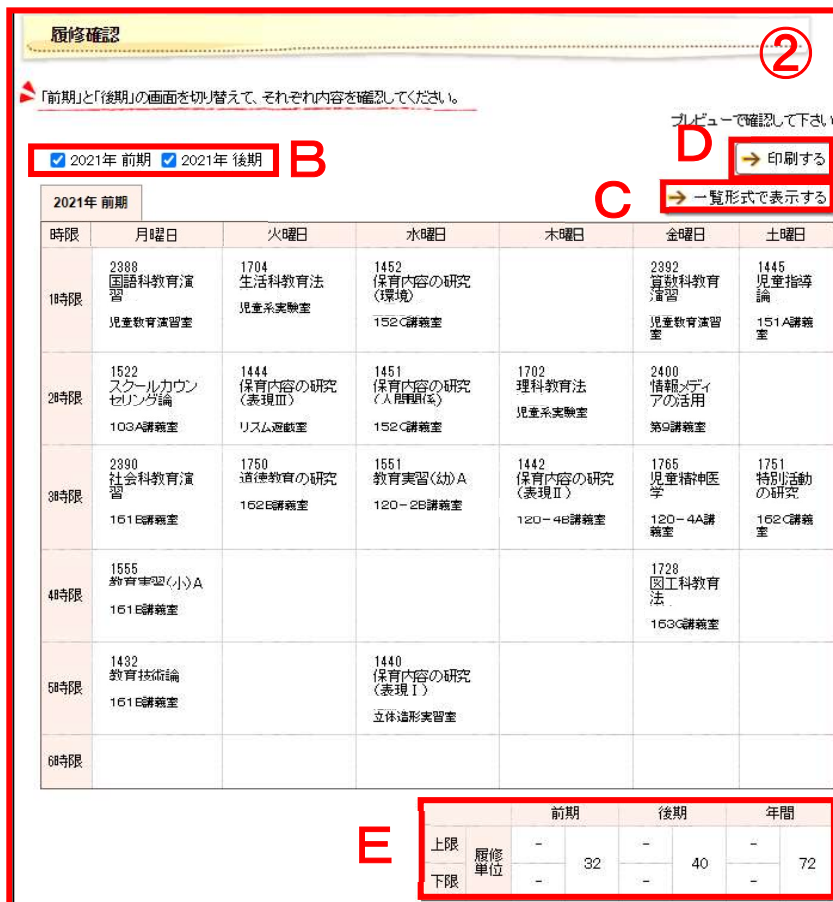 履修確認
②
「前期」と「後期」の画面を切り替えて、それぞれ内容を確認してください。
プレビューで確認して下さい
D
→ 印刷する
2021年 前期 2021年 後期
B
C
→ 一覧形式で表示する
2021年 前期
時限 月曜日 火曜日 水曜日 木曜日 金曜日 土曜日
1時限
2388
国語科教育演
習
児童教育演習室
1704
生活科教育法
児童系実験室
1452
保育内容の研究
(環境)
152C講義室
2392
算数科教育
演習
児童教育演習
室
1445
児童指導
論
151A講義
室
2時限
1522
スクールカウン
セリング論
103A講義室
1444
保育内容の研究
(表現Ⅲ)
リズム遊戯室
1451
保育内容の研究
(人間関係)
152C講義室
1702
理科教育法
児童系実験室
2400
情報メディ
アの活用
第9講義室
3時限
2390
社会科教育演
習
161B講義室
1750
道徳教育の研究
162B講義室
1551
教育実習(幼)A
120-2B講義室
1442
保育内容の研究
(表現Ⅱ)
120-4B講義室
1765
児童精神医
学
120-4A講
義室
1751
特別活動
の研究
162C講義
室
4時限
1555
教育実習(小)A
161B講義室
1728
図工科教育
法
163C講義室
5時限
1432
教育技術論
161B講義室
1440
保育内容の研究
(表現Ⅰ)
立体造形実習室
6時限
E
前期 後期 年間
上限 履修単位 - 32 - 40 - 72
下限 - - -